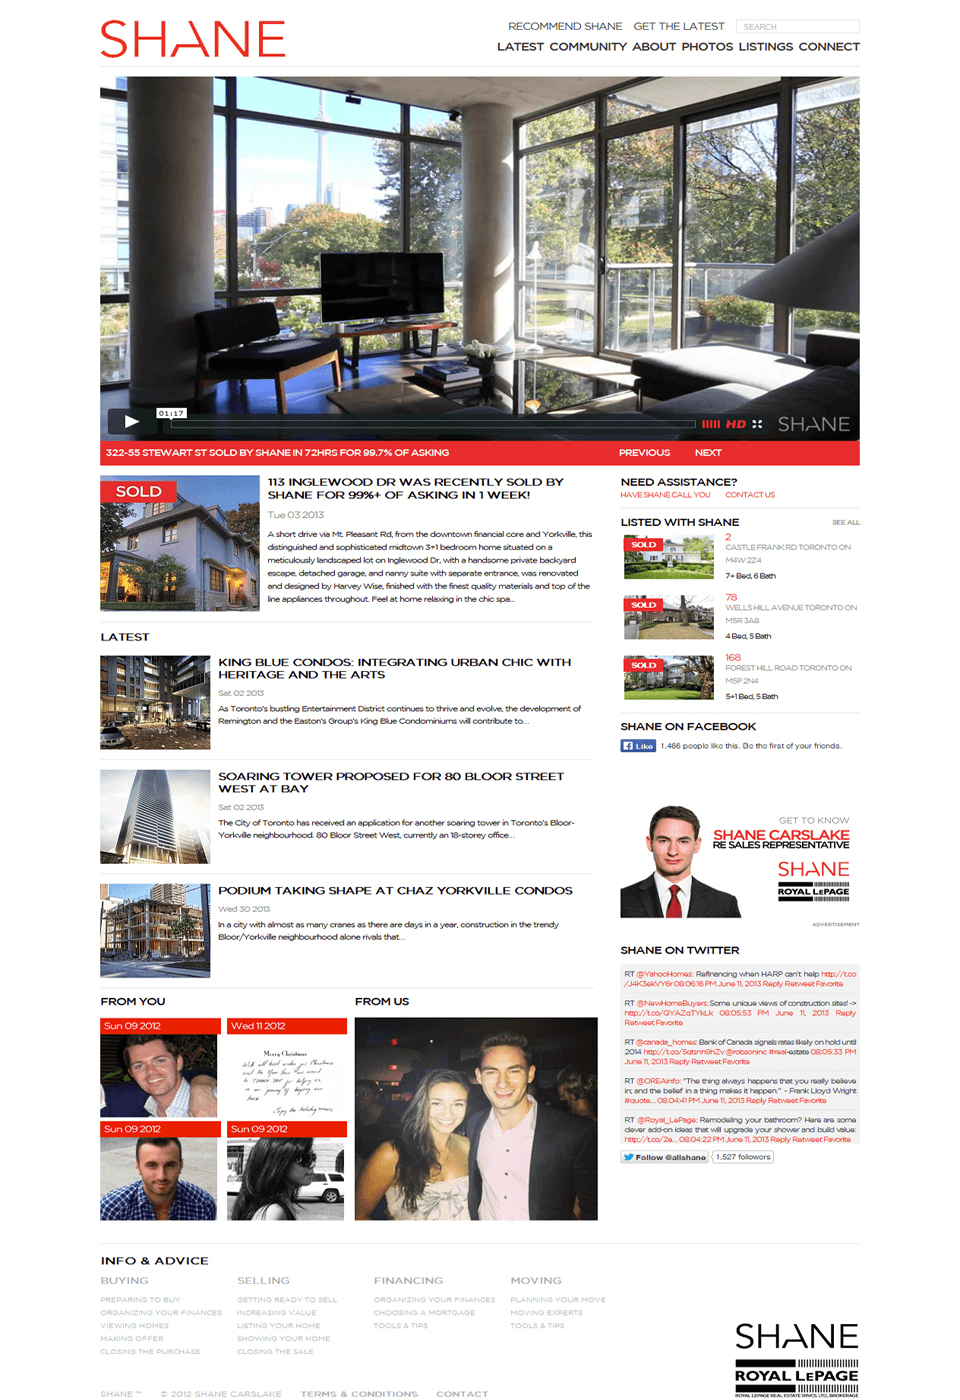 SHANE
RECOMMEND SHANE GET THE LATEST SEARCH
LATEST COMMUNITY ABOUT PHOTOS LISTINGS CONNECT
01:17
HD
SHANE
322-55 STEWART ST SOLD BY SHANE IN 72HRS FOR 99.7% OF ASKING
PREVIOUS NEXT
SOLD
113 INGLEWOOD DR WAS RECENTLY SOLD BY
SHANE FOR 99%+ OF ASKING IN 1 WEEK!
Tue 03 2013
A short drive via Mt. Pleasant Rd, from the downtown financial core and Yorkville, this
distinguished and sophisticated midtown 3+1 bedroom home situated on a
meticulously landscaped lot on Inglewood Dr, with a handsome private backyard
escape, detached garage, and nanny suite with separate entrance, was renovated
and designed by Harvey Wise, finished with the finest quality materials and top of the
line appliances throughout. Feel at home relaxing in the chic spa...
LATEST
KING BLUE CONDOS: INTEGRATING URBAN CHIC WITH
HERITAGE AND THE ARTS
Sat 02 2013
As Toronto's bustling Entertainment District continues to thrive and evolve, the development of
Remington and the Easton's Group's King Blue Condominiums will contribute to...
SOARING TOWER PROPOSED FOR 80 BLOOR STREET
WEST AT BAY
Sat 02 2013
The City of Toronto has received an application for another soaring tower in Toronto's Bloor-
Yorkville neighbourhood. 80 Bloor Street West, currently an 18-storey office...
PODIUM TAKING SHAPE AT CHAZ YORKVILLE CONDOS
Wed 30 2013
In a city with almost as many cranes as there are days in a year, construction in the trendy
Bloor/Yorkville neighbourhood alone rivals that...
FROM YOU
Sun 09 2012
Wed 11 2012
Merry Christmas
Sun 09 2012
Sun 09 2012
FROM US
NEED ASSISTANCE?
HAVE SHANE CALL YOU CONTACT US
LISTED WITH SHANE SEE ALL
SOLD
2
CASTLE FRANK RD TORONTO ON
M4W 2Z4
7+ Bed, 6 Bath
SOLD
78
WELLS HILL AVENUE TORONTO ON
M5R 3A8
4 Bed, 5 Bath
SOLD
168
FOREST HILL ROAD TORONTO ON
M5P 2N4
5+1 Bed, 5 Bath
SHANE ON FACEBOOK
Like 1,466 people like this. Be the first of your friends.
GET TO KNOW
SHANE CARSLAKE
RE SALES REPRESENTATIVE
SHANE
ROYAL LEPAGE
ADVERTISEMENT
SHANE ON TWITTER
RT @YahooHomes: Refinancing when HARP can't help http://t.co
/J4K3ekVY6r 08:06:16 PM June 11, 2013 Reply Retweet Favorite
RT @NewHomeBuyers: Some unique views of construction sites! ->
http://t.co/QIYAZaTYkLk 08:05:53 PM June 11, 2013 Reply
Retweet Favorite
RT @canada_homes: Bank of Canada signals rates likely on hold until
2014 http://t.co/5qtsnh9hZv @robsoninc #real-estate 08:05:33 PM
June 11, 2013 Reply Retweet Favorite
RT @OREAinfo: "The thing always happens that you really believe
in; and the belief in a thing makes it happen." - Frank Lloyd Wright
#quote... 08:04:41 PM June 11, 2013 Reply Retweet Favorite
RT @Royal_LePage: Remodeling your bathroom? Here are some
clever add-on ideas that will upgrade your shower and build value:
http://t.co/2e... 08:04:22 PM June 11, 2013 Reply Retweet Favorite
Follow @allshane 1,527 followers
INFO & ADVICE
BUYING
PREPARING TO BUY
ORGANIZING YOUR FINANCES
VIEWING HOMES
MAKING OFFER
CLOSING THE PURCHASE
SELLING
GETTING READY TO SELL
INCREASING VALUE
LISTING YOUR HOME
SHOWING YOUR HOME
CLOSING THE SALE
FINANCING
ORGANIZING YOUR FINANCES
CHOOSING A MORTGAGE
TOOLS & TIPS
MOVING
PLANNING YOUR MOVE
MOVING EXPERTS
TOOLS & TIPS
SHANE
ROYAL LEPAGE
ROYAL LEPAGE REAL ESTATE SRVCS. LTD, BROKERAGE
SHANE ™ © 2012 SHANE CARSLAKE TERMS & CONDITIONS CONTACT